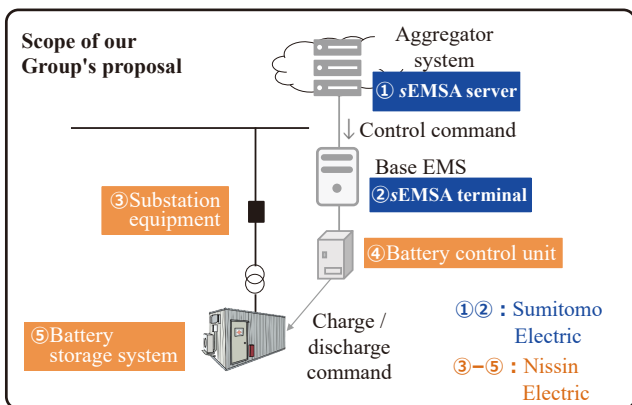 Scope of our
Group's proposal
Aggregator
system
① sEMSA server
Control command
Base EMS
②sEMSA terminal
③Substation
equipment
④Battery control unit
⑤Battery
storage system
Charge /
discharge
command
①②：Sumitomo
Electric
③−⑤：Nissin
Electric